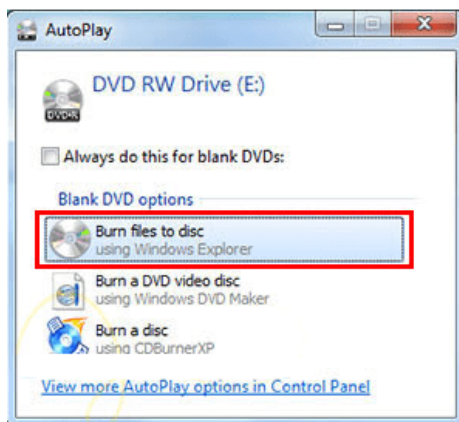 AutoPlay
DVD RW Drive (E:)
DVD-R
Always do this for blank DVDs:
Blank DVD options
Burn files to disc
using Windows Explorer
Burn a DVD video disc
using Windows DVD Maker
Burn a disc
using CDBurnerXP
View more AutoPlay options in Control Panel